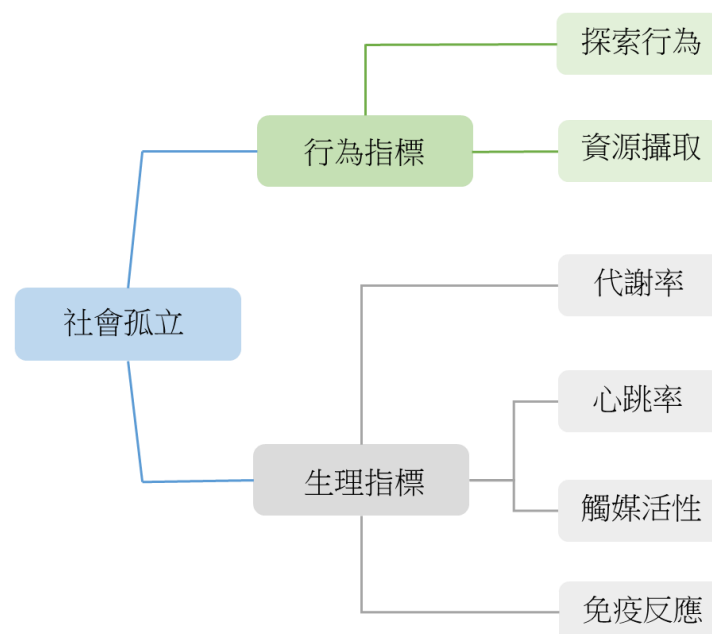 探索行為
行為指標
資源攝取
社會孤立
代謝率
心跳率
生理指標
觸媒活性
免疫反應